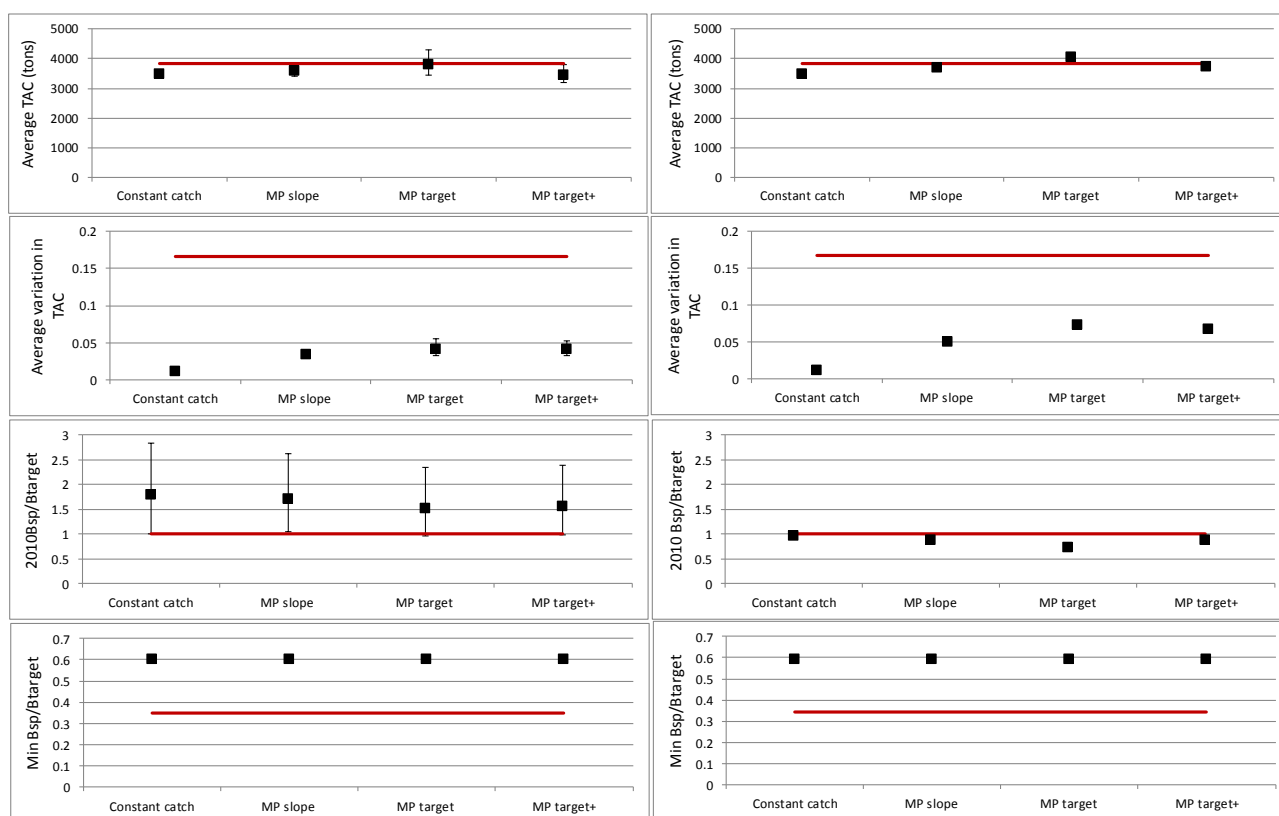 Average TAC (tons)
5000
4000
3000
2000
1000
0
Constant catch MP slope MP target MP target+
Average TAC (tons)
5000
4000
3000
2000
1000
0
Constant catch MP slope MP target MP target+
Average variation in
TAC
0.2
0.15
0.1
0.05
0
Constant catch MP slope MP target MP target+
Average variation in
TAC
0.2
0.15
0.1
0.05
0
Constant catch MP slope MP target MP target+
2010Bsp/Btarget
3
2.5
2
1.5
1
0.5
0
Constant catch MP slope MP target MP target+
2010 Bsp/Btarget
3
2.5
2
1.5
1
0.5
0
Constant catch MP slope MP target MP target+
Min Bsp/Btarget
0.7
0.6
0.5
0.4
0.3
0.2
0.1
0
Constant catch MP slope MP target MP target+
Min Bsp/Btarget
0.7
0.6
0.5
0.4
0.3
0.2
0.1
0
Constant catch MP slope MP target MP target+